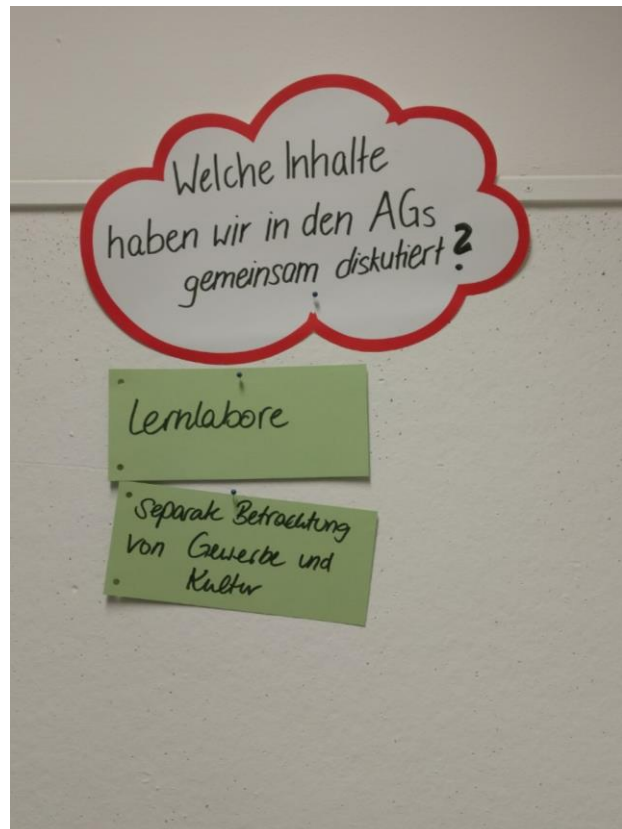 Welche Inhalte
haben wir in den AGs
gemeinsam diskutiert?
Lernlabore
Separate Betrachtung
von Gewerbe und
Kultur